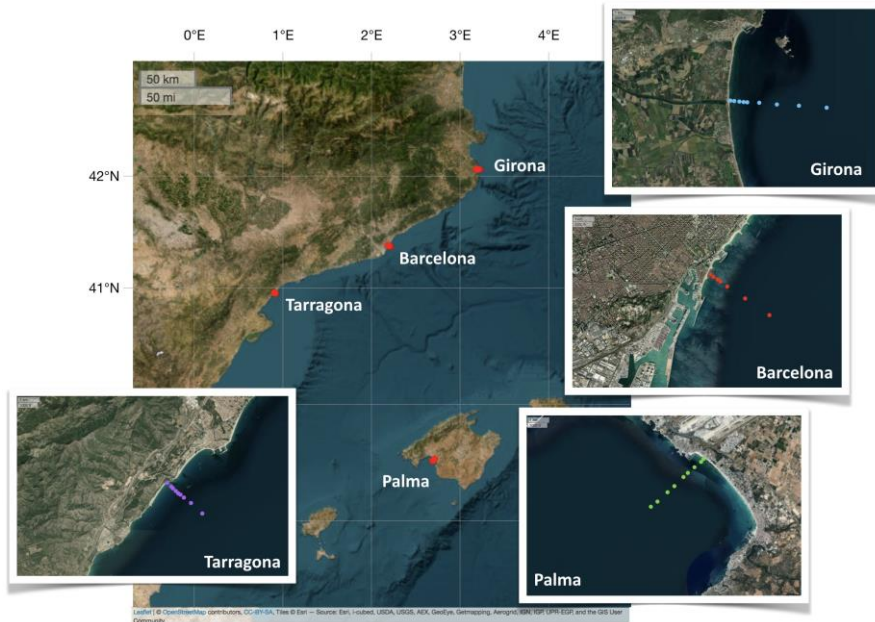 0°E 1°E 2°E 3°E 4°E
50 km
50 mi
42°N
41°N
Girona
Barcelona
Tarragona
Palma
Girona
Barcelona
Tarragona
Palma
Leaflet | © OpenStreetMap contributors, CC-BY-SA, Tiles © Esri — Source: Esri, i-cubed, USDA, USGS, AEX, GeoEye, Getmapping, Aerogrid, IGN, IGP, UPR-EGP, and the GIS User
Community